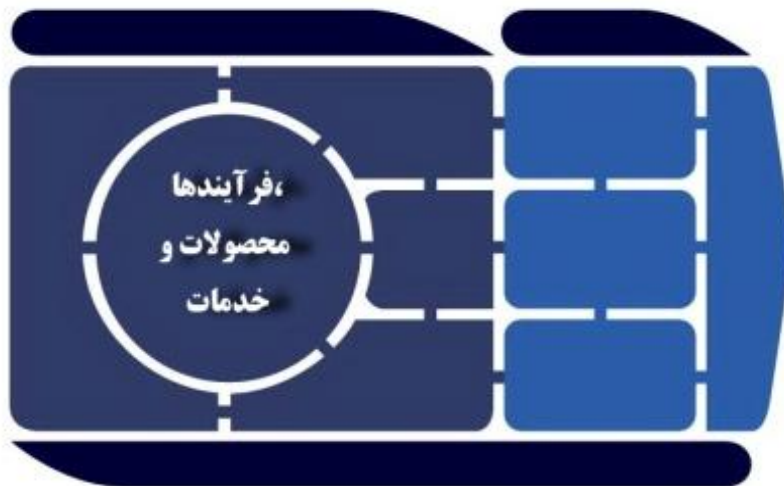 ،فرآیندها
محصولات و
خدمات